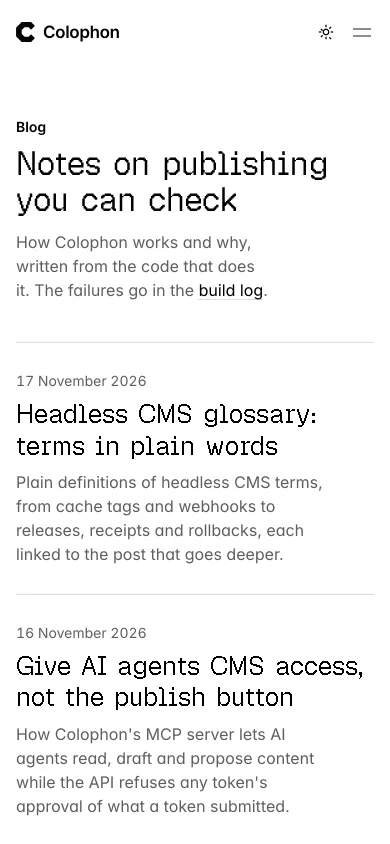 Colophon
Blog
Notes on publishing
you can check
How Colophon works and why,
written from the code that does
it. The failures go in the build log.
17 November 2026
Headless CMS glossary:
terms in plain words
Plain definitions of headless CMS terms,
from cache tags and webhooks to
releases, receipts and rollbacks, each
linked to the post that goes deeper.
16 November 2026
Give AI agents CMS access,
not the publish button
How Colophon's MCP server lets AI
agents read, draft and propose content
while the API refuses any token's
approval of what a token submitted.